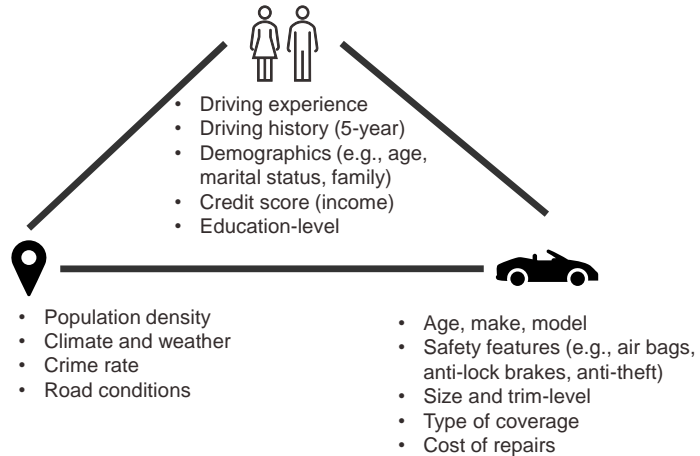 • Driving experience
• Driving history (5-year)
• Demographics (e.g., age,
marital status, family)
• Credit score (income)
• Education-level
• Population density
• Climate and weather
• Crime rate
• Road conditions
• Age, make, model
• Safety features (e.g., air bags,
anti-lock brakes, anti-theft)
• Size and trim-level
• Type of coverage
• Cost of repairs